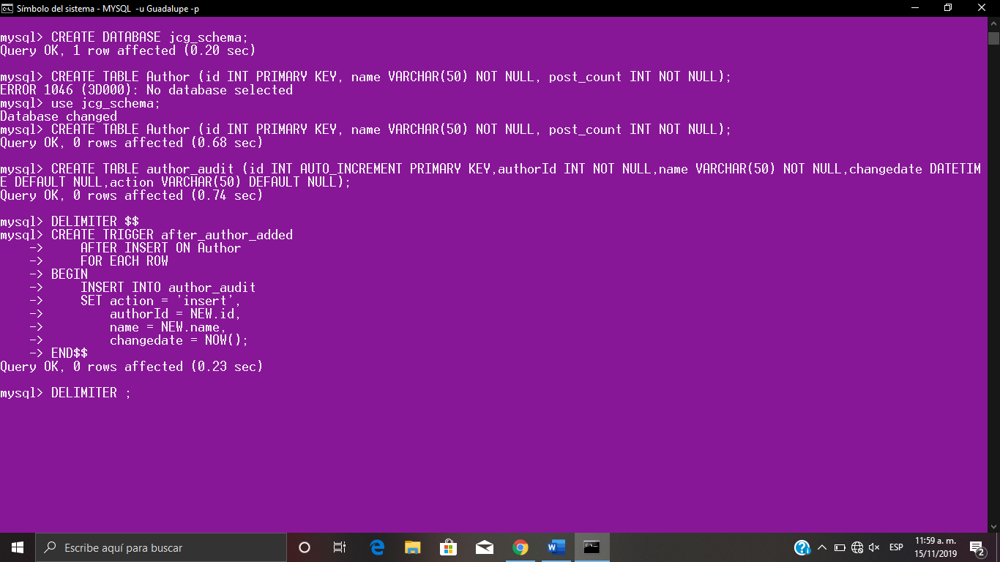 Símbolo del sistema - MYSQL  -u Guadalupe -p
mysql> CREATE DATABASE jcg_schema;
Query OK, 1 row affected (0.20 sec)
mysql> CREATE TABLE Author (id INT PRIMARY KEY, name VARCHAR(50) NOT NULL, post_count INT NOT NULL);
ERROR 1046 (3D000): No database selected
mysql> use jcg_schema;
Database changed
mysql> CREATE TABLE Author (id INT PRIMARY KEY, name VARCHAR(50) NOT NULL, post_count INT NOT NULL);
Query OK, 0 rows affected (0.68 sec)
mysql> CREATE TABLE author_audit (id INT AUTO_INCREMENT PRIMARY KEY,authorId INT NOT NULL,name VARCHAR(50) NOT NULL,changedate DATETIM
E DEFAULT NULL,action VARCHAR(50) DEFAULT NULL);
Query OK, 0 rows affected (0.74 sec)
mysql> DELIMITER $$
mysql> CREATE TRIGGER after_author_added
    ->     AFTER INSERT ON Author
    ->     FOR EACH ROW
    -> BEGIN
    ->     INSERT INTO author_audit
    ->     SET action = 'insert',
    ->         authorId = NEW.id,
    ->         name = NEW.name,
    ->         changedate = NOW();
    -> END$$
Query OK, 0 rows affected (0.23 sec)
mysql> DELIMITER ;
Escribe aquí para buscar
ESP
11:59 a. m.
15/11/2019
2